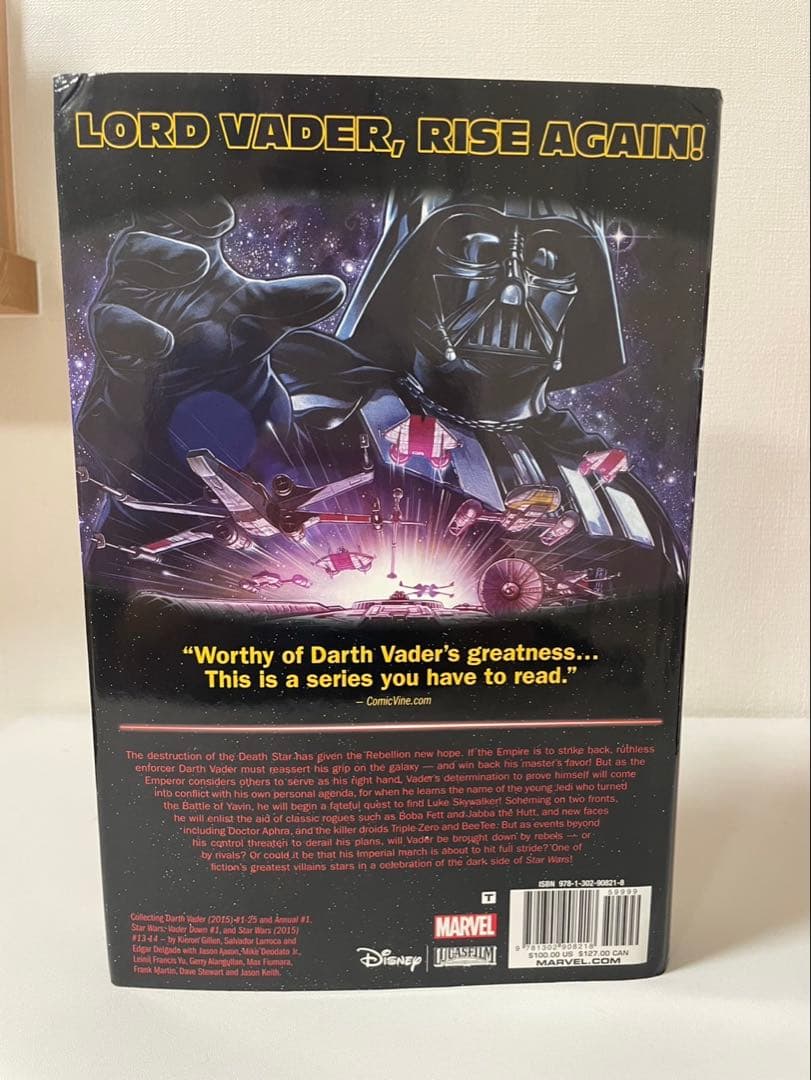 LORD VADER, RISE AGAIN!
“Worthy of Darth Vader’s greatness...
This is a series you have to read.”
— ComicVine.com
The destruction of the Death Star has given the Rebellion new hope. If the Empire is to strike back, ruthless
enforcer Darth Vader must reassert his grip on the galaxy — and win back his master's favor! But as the
Emperor considers others to serve as his right hand, Vader's determination to prove himself will come
into conflict with his own personal agenda, for when he learns the name of the young Jedi who turned
the Battle of Yavin, he will begin a fateful quest to find Luke Skywalker! Scheming on two fronts,
he will enlist the aid of classic rogues such as Boba Fett and Jabba the Hutt, and new faces
including Doctor Aphra, and the killer droids Triple-Zero and BeeTee. But as events beyond
his control threaten to derail his plans, will Vader be brought down by rebels — or
by rivals? Or could it be that his Imperial march is about to hit full stride? One of
fiction's greatest villains stars in a celebration of the dark side of Star Wars!
Collecting Darth Vader (2015) #1-25 and Annual #1,
Star Wars: Vader Down #1, and Star Wars (2015)
#13-14 — by Kieron Gillen, Salvador Larroca and
Edgar Delgado with Jason Aaron, Mike Deodato Jr.,
Leinil Francis Yu, Gerry Alanguilan, Max Fiumara,
Frank Martin, Dave Stewart and Jason Keith.
T
MARVEL
Disney
LUCASFILM
ISBN 978-1-302-90821-8
59999
9 781302 908218
$100.00 US $127.00 CAN
MARVEL.COM